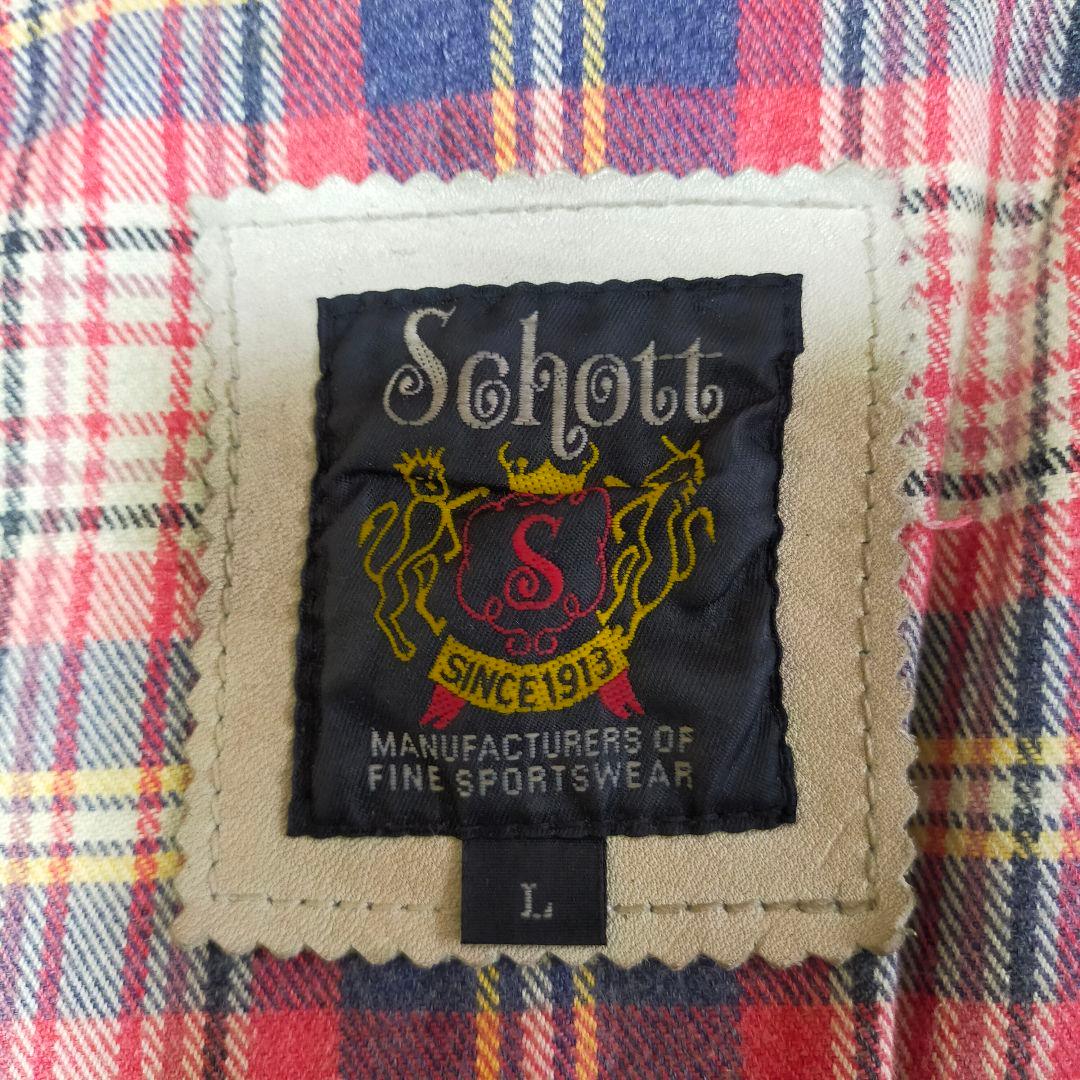 Schott
S
SINCE 1913
MANUFACTURERS OF
FINE SPORTSWEAR
L